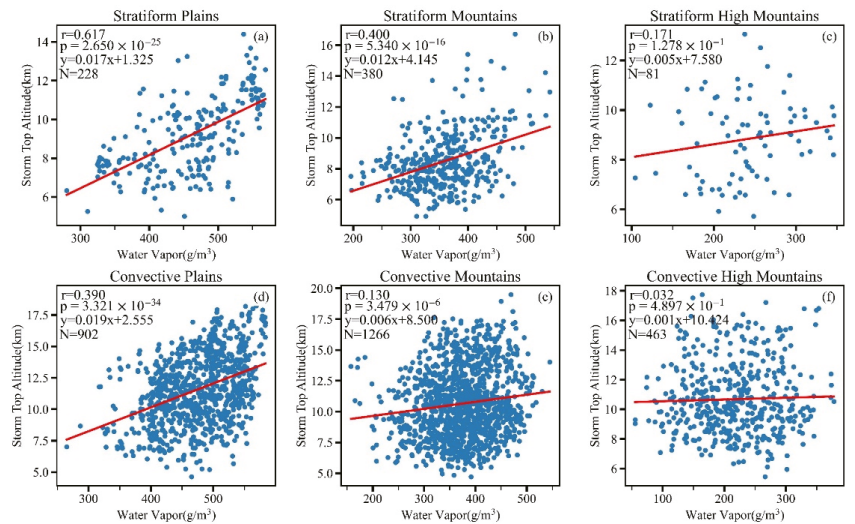 Stratiform Plains
r=0.617
p = 2.650 × 10⁻²⁵
y=0.017x+1.325
N=228
(a)
Storm Top Altitude(km)
14
12
10
8
6
300 400 500
Water Vapor(g/m³)
Stratiform Mountains
r=0.400
p = 5.340 × 10⁻¹⁶
y=0.012x+4.145
N=380
(b)
Storm Top Altitude(km)
16
14
12
10
8
6
200 300 400 500
Water Vapor(g/m³)
Stratiform High Mountains
r=0.171
p = 1.278 × 10⁻¹
y=0.005x+7.580
N=81
(c)
Storm Top Altitude(km)
12
10
8
6
100 200 300
Water Vapor(g/m³)
Convective Plains
r=0.390
p = 3.321 × 10⁻³⁴
y=0.019x+2.555
N=902
(d)
Storm Top Altitude(km)
17.5
15.0
12.5
10.0
7.5
5.0
300 400 500
Water Vapor(g/m³)
Convective Mountains
r=0.130
p = 3.479 × 10⁻⁶
y=0.006x+8.500
N=1266
(e)
Storm Top Altitude(km)
20.0
17.5
15.0
12.5
10.0
7.5
5.0
200 300 400 500
Water Vapor(g/m³)
Convective High Mountains
r=0.032
p = 4.897 × 10⁻¹
y=0.001x+10.424
N=463
(f)
Storm Top Altitude(km)
18
16
14
12
10
8
6
100 200 300
Water Vapor(g/m³)